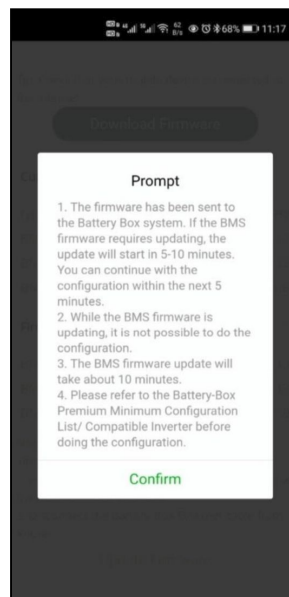 62
B/s
68%
11:17
Download Firmware
Prompt
1. The firmware has been sent to
the Battery Box system. If the BMS
firmware requires updating, the
update will start in 5-10 minutes.
You can continue with the
configuration within the next 5
minutes.
2. While the BMS firmware is
updating, it is not possible to do the
configuration.
3. The BMS firmware update will
take about 10 minutes.
4. Please refer to the Battery-Box
Premium Minimum Configuration
List/ Compatible Inverter before
doing the configuration.
Confirm